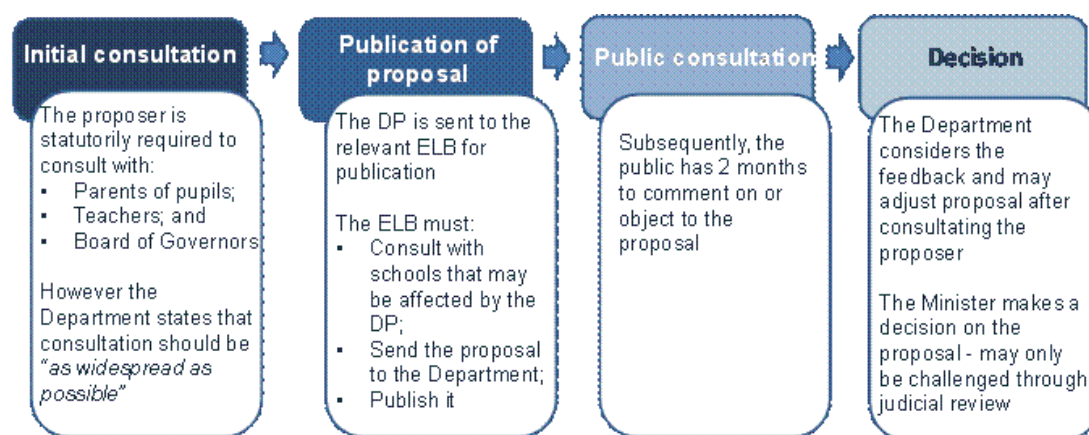 Initial consultation
The proposer is
statutorily required to
consult with:
▪ Parents of pupils;
▪ Teachers; and
▪ Board of Governors
However the
Department states that
consultation should be
"as widespread as
possible"
Publication of
proposal
The DP is sent to the
relevant ELB for
publication
The ELB must:
▪ Consult with
schools that may
be affected by the
DP;
▪ Send the proposal
to the Department;
▪ Publish it
Public consultation
Subsequently, the
public has 2 months
to comment on or
object to the
proposal
Decision
The Department
considers the
feedback and may
adjust proposal after
consultating the
proposer
The Minister makes a
decision on the
proposal - may only
be challenged through
judicial review